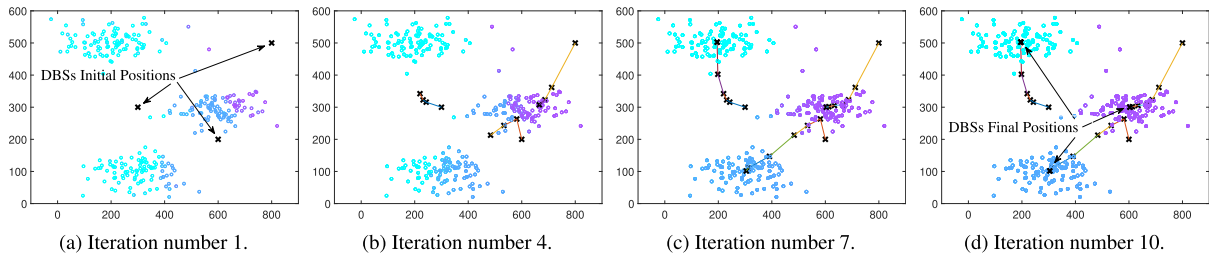 600
500
400
300
200
100
0
0 200 400 600 800
DBSs Initial Positions
(a) Iteration number 1.
600
500
400
300
200
100
0
0 200 400 600 800
(b) Iteration number 4.
600
500
400
300
200
100
0
0 200 400 600 800
(c) Iteration number 7.
600
500
400
300
200
100
0
0 200 400 600 800
DBSs Final Positions
(d) Iteration number 10.